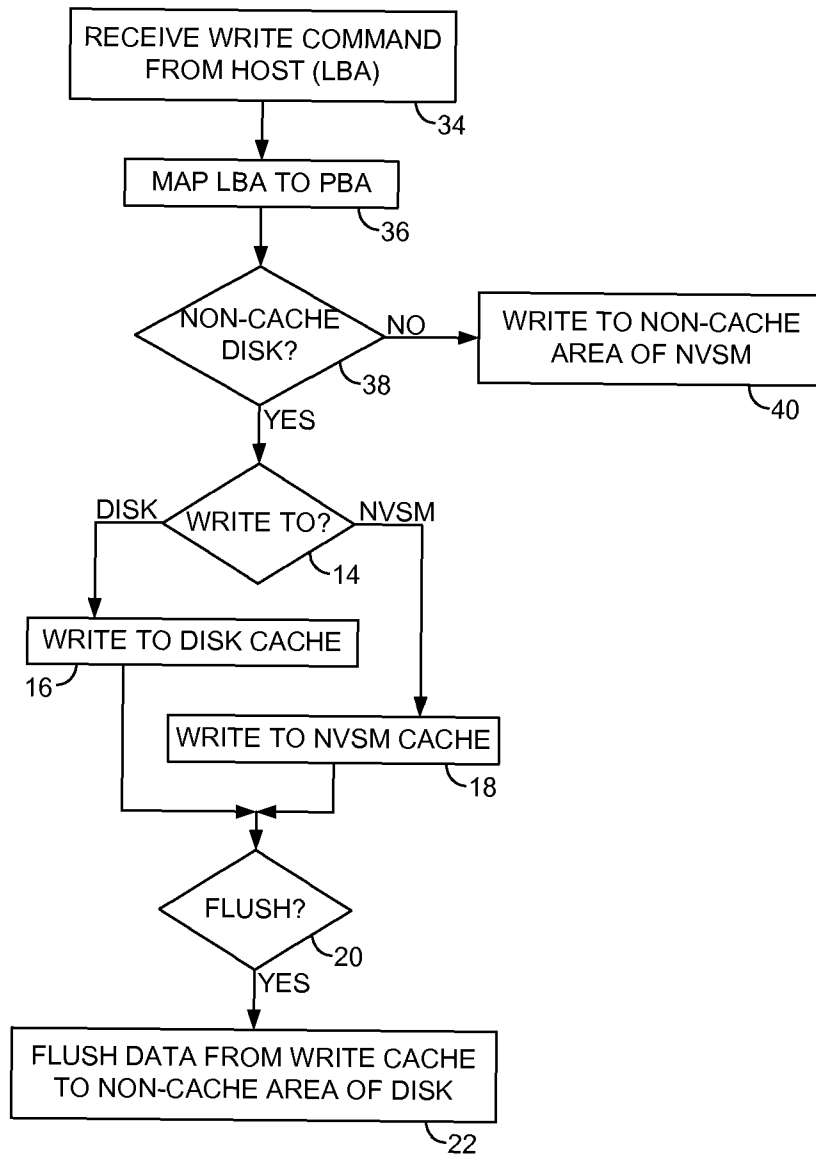 RECEIVE WRITE COMMAND
FROM HOST (LBA)
34
MAP LBA TO PBA
36
NON-CACHE
DISK?
38
NO
WRITE TO NON-CACHE
AREA OF NVSM
40
YES
DISK
WRITE TO?
NVSM
14
WRITE TO DISK CACHE
16
WRITE TO NVSM CACHE
18
FLUSH?
20
YES
FLUSH DATA FROM WRITE CACHE
TO NON-CACHE AREA OF DISK
22